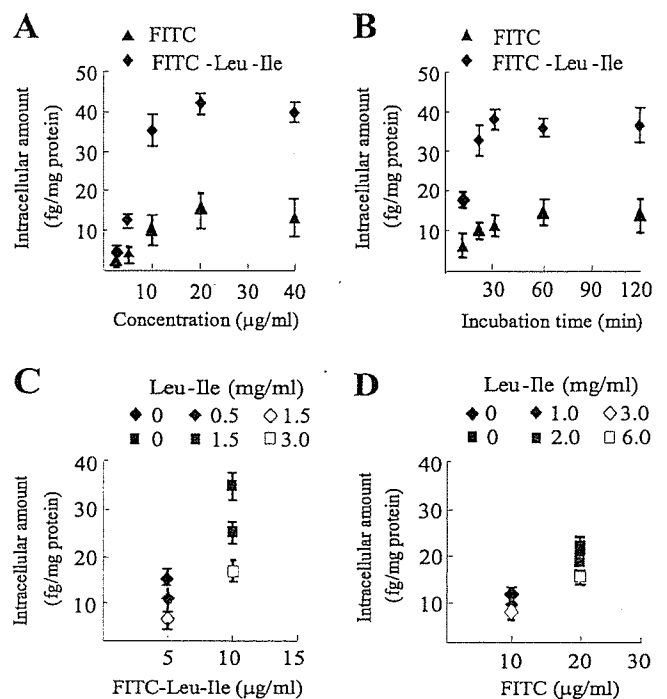 A
FITC
FITC -Leu -Ile
Intracellular amount
(fg/mg protein)
50
40
30
20
10
10 20 30 40
Concentration (μg/ml)
B
FITC
FITC -Leu -Ile
Intracellular amount
(fg/mg protein)
50
40
30
20
10
30 60 90 120
Incubation time (min)
C
Leu-Ile (mg/ml)
0 0.5 1.5
0 1.5 3.0
Intracellular amount
(fg/mg protein)
40
30
20
10
5 10 15
FITC-Leu-Ile (μg/ml)
D
Leu-Ile (mg/ml)
0 1.0 3.0
0 2.0 6.0
Intracellular amount
(fg/mg protein)
40
30
20
10
10 20 30
FITC (μg/ml)